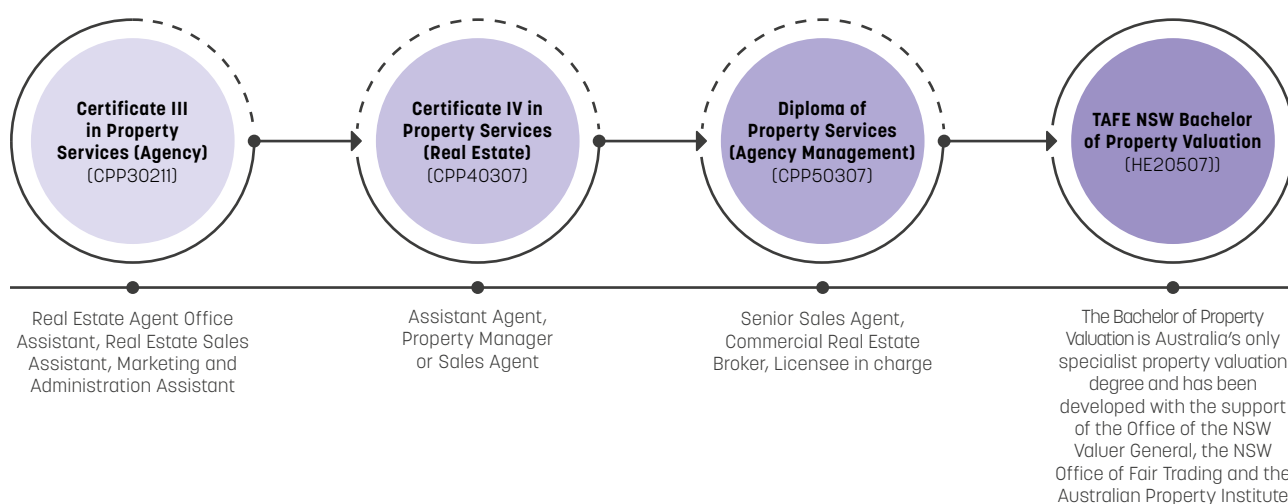 Certificate III
in Property
Services (Agency)
(CPP30211)
Certificate IV in
Property Services
(Real Estate)
(CPP40307)
Diploma of
Property Services
(Agency Management)
(CPP50307)
TAFE NSW Bachelor
of Property Valuation
(HE20507))
Real Estate Agent Office
Assistant, Real Estate Sales
Assistant, Marketing and
Administration Assistant
Assistant Agent,
Property Manager
or Sales Agent
Senior Sales Agent,
Commercial Real Estate
Broker, Licensee in charge
The Bachelor of Property
Valuation is Australia's only
specialist property valuation
degree and has been
developed with the support
of the Office of the NSW
Valuer General, the NSW
Office of Fair Trading and the
Australian Property Institute